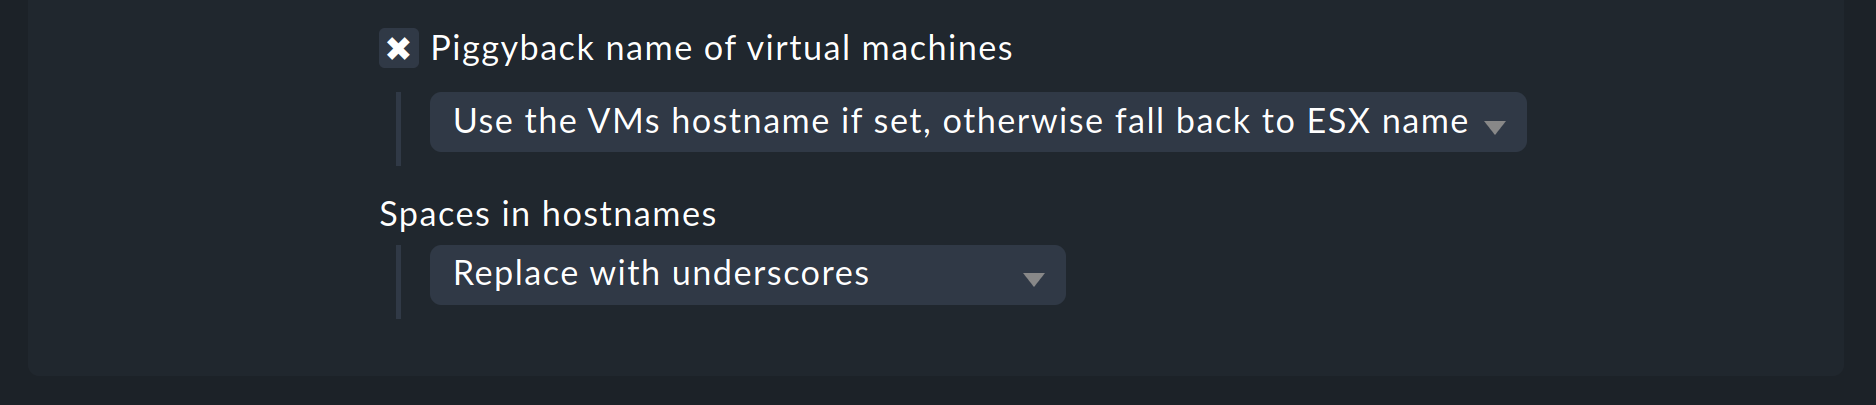 Piggyback name of virtual machines
Use the VMs hostname if set, otherwise fall back to ESX name
Spaces in hostnames
Replace with underscores